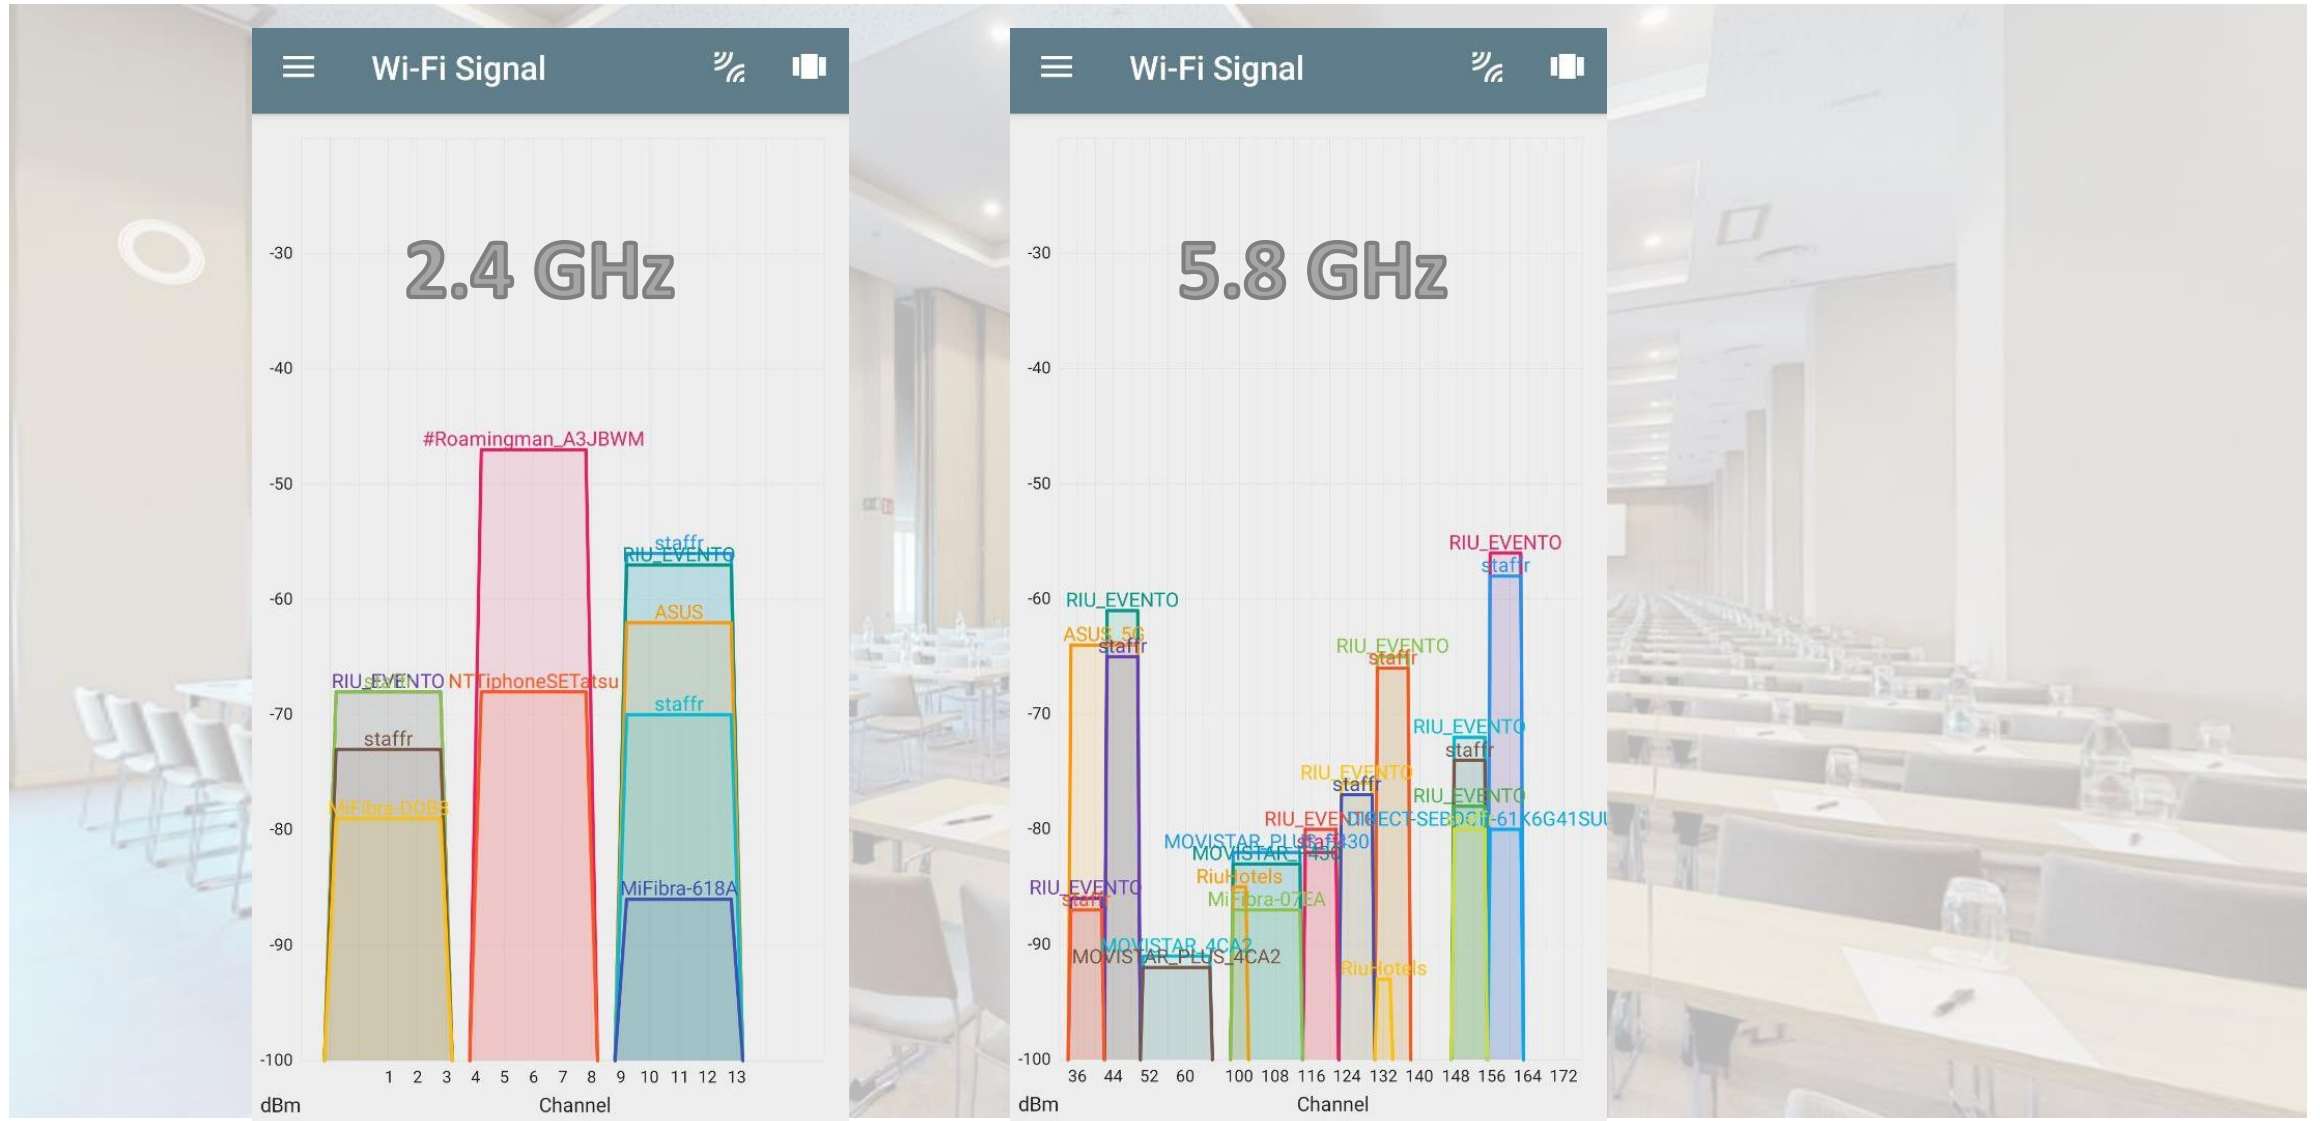 Wi-Fi Signal
2.4 GHz
-30
-40
-50
-60
-70
-80
-90
-100
#Roamingman_A3JBWM
staffr
RIU_EVENTO
ASUS
RIU_EVENTO
NTTiphoneSETatsu
staffr
staffr
MiFibra-DDB8
MiFibra-618A
1 2 3 4 5 6 7 8 9 10 11 12 13
dBm
Channel
Wi-Fi Signal
5.8 GHz
-30
-40
-50
-60
-70
-80
-90
-100
RIU_EVENTO
staffr
RIU_EVENTO
ASUS_5G
staffr
RIU_EVENTO
staffr
RIU_EVENTO
staffr
RIU_EVENTO
staffr
RIU_EVENTO
RIU_EVENTO
staffr
RiuHotels
MiFibra-07EA
RIU_EVENTO
staffr
MOVISTAR_4CA2
MOVISTAR_PLUS_4CA2
RiuHotels
36 44 52 60 100 108 116 124 132 140 148 156 164 172
dBm
Channel